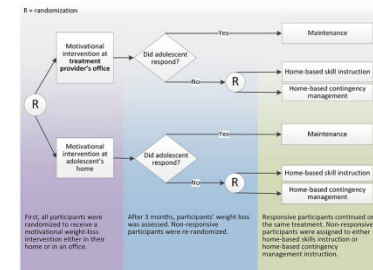 R = randomization
Motivational
intervention at
treatment
provider's office
Did adolescent
respond?
Yes
Maintenance
No
R
Home-based skill instruction
Home-based contingency
management
R
Motivational
intervention at
adolescent's
home
Did adolescent
respond?
Yes
Maintenance
No
R
Home-based skill instruction
Home-based contingency
management
First, all participants were
randomized to receive a
motivational weight-loss
intervention either in their
home or in an office.
After 3 months, participants' weight loss
was assessed. Non-responsive
participants were re-randomized.
Responsive participants continued on
the same treatment. Non-responsive
participants were assigned to either
home-based skills instruction or
home-based contingency
management instruction.